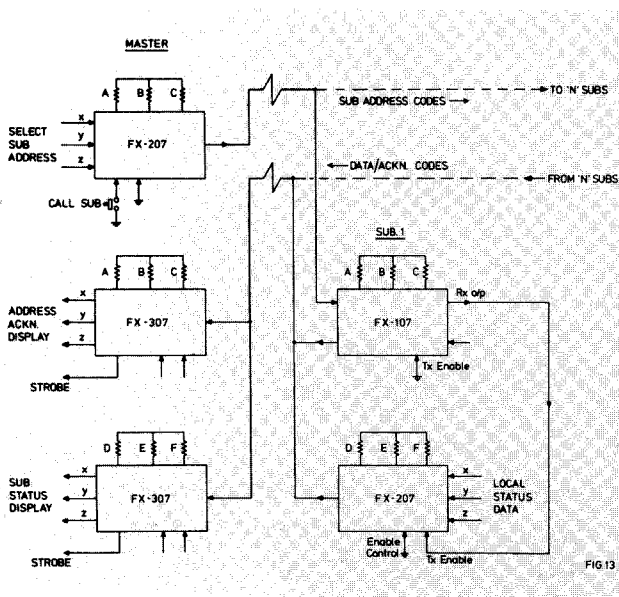 MASTER
A B C
x
y
z
SELECT
SUB
ADDRESS
FX-207
CALL SUB
TO 'N' SUBS
SUB ADDRESS CODES
DATA/ACKN. CODES
FROM 'N' SUBS
A B C
x
y
z
ADDRESS
ACKN.
DISPLAY
FX-307
STROBE
SUB.1
A B C
FX-107
Rx o/p
Tx Enable
D E F
x
y
z
SUB
STATUS
DISPLAY
FX-307
STROBE
D E F
FX-207
x
y
z
LOCAL
STATUS
DATA
Enable
Control
Tx Enable
FIG 13